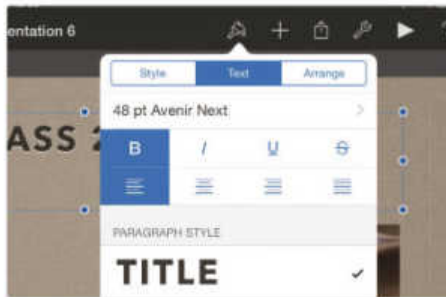 entation 6
Style Text Arrange
48 pt Avenir Next
B I U S
ASS 2
PARAGRAPH STYLE
TITLE